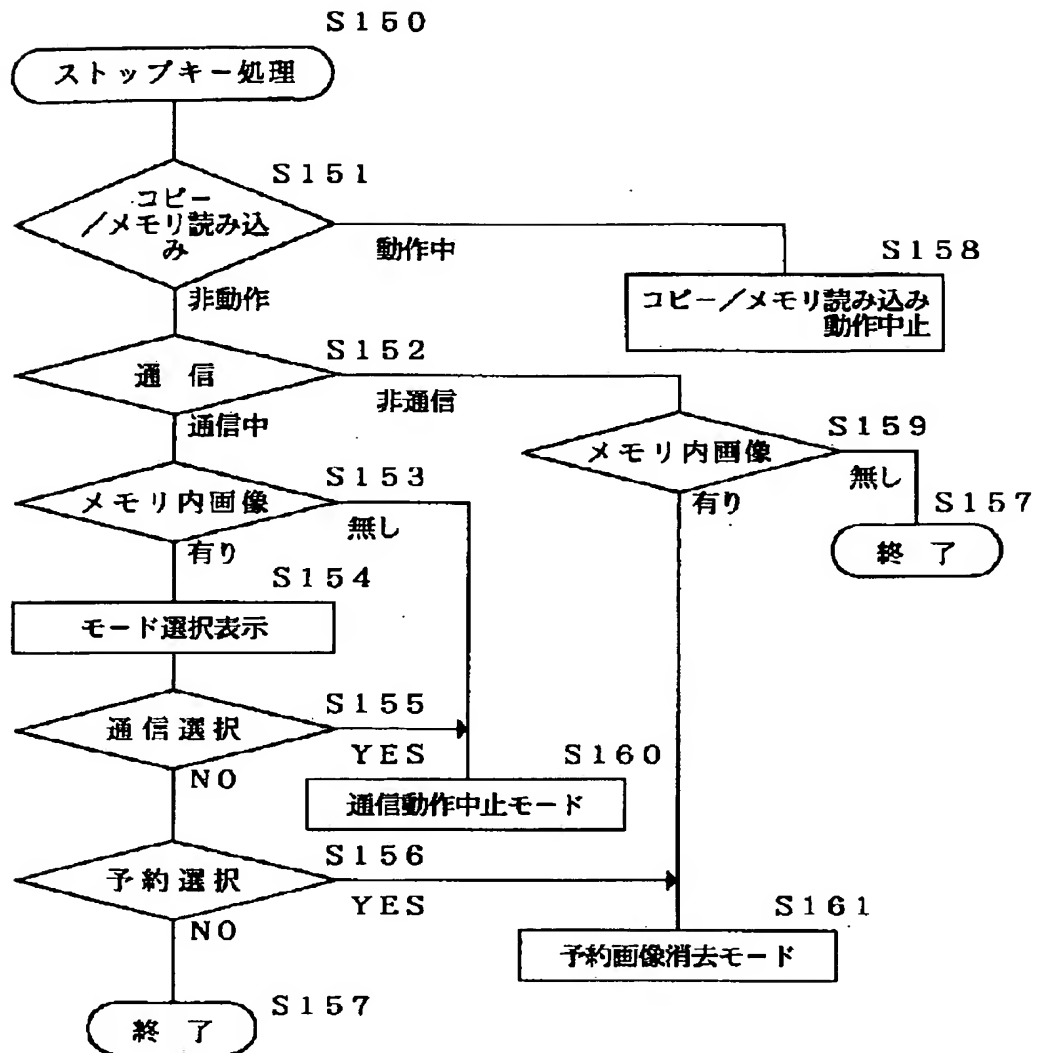 S150
ストップキー処理
S151
コピー
/メモリ読み込
み
動作中
S158
非動作
コピー/メモリ読み込み
動作中止
S152
通信
非通信
通信中
S159
メモリ内画像
S153
メモリ内画像
無し
有り
S157
無し
有り
終了
S154
モード選択表示
S155
通信選択
YES
S160
NO
通信動作中止モード
S156
予約選択
YES
S161
NO
予約画像消去モード
S157
終了